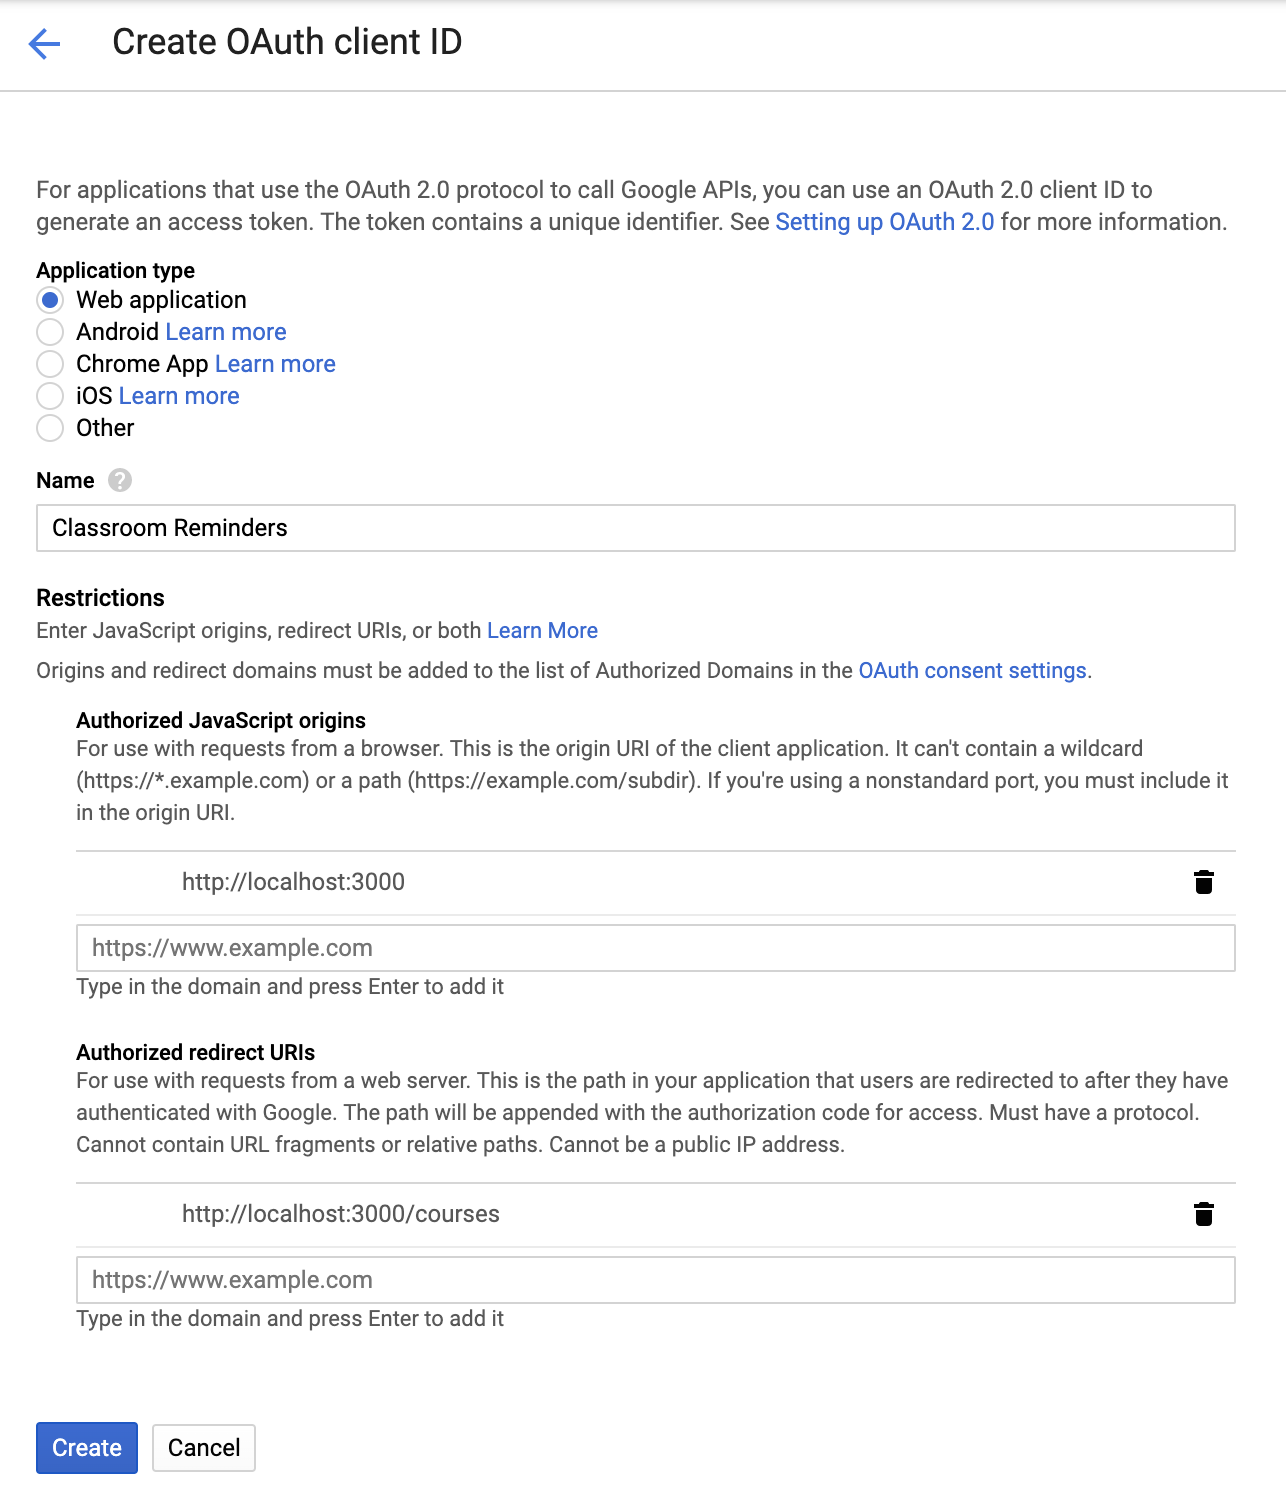 Create OAuth client ID
For applications that use the OAuth 2.0 protocol to call Google APIs, you can use an OAuth 2.0 client ID to
generate an access token. The token contains a unique identifier. See Setting up OAuth 2.0 for more information.
Application type
Web application
Android Learn more
Chrome App Learn more
iOS Learn more
Other
Name ?
Classroom Reminders
Restrictions
Enter JavaScript origins, redirect URIs, or both Learn More
Origins and redirect domains must be added to the list of Authorized Domains in the OAuth consent settings.
Authorized JavaScript origins
For use with requests from a browser. This is the origin URI of the client application. It can't contain a wildcard
(https://*.example.com) or a path (https://example.com/subdir). If you're using a nonstandard port, you must include it
in the origin URI.
http://localhost:3000
https://www.example.com
Type in the domain and press Enter to add it
Authorized redirect URIs
For use with requests from a web server. This is the path in your application that users are redirected to after they have
authenticated with Google. The path will be appended with the authorization code for access. Must have a protocol.
Cannot contain URL fragments or relative paths. Cannot be a public IP address.
http://localhost:3000/courses
https://www.example.com
Type in the domain and press Enter to add it
Create Cancel